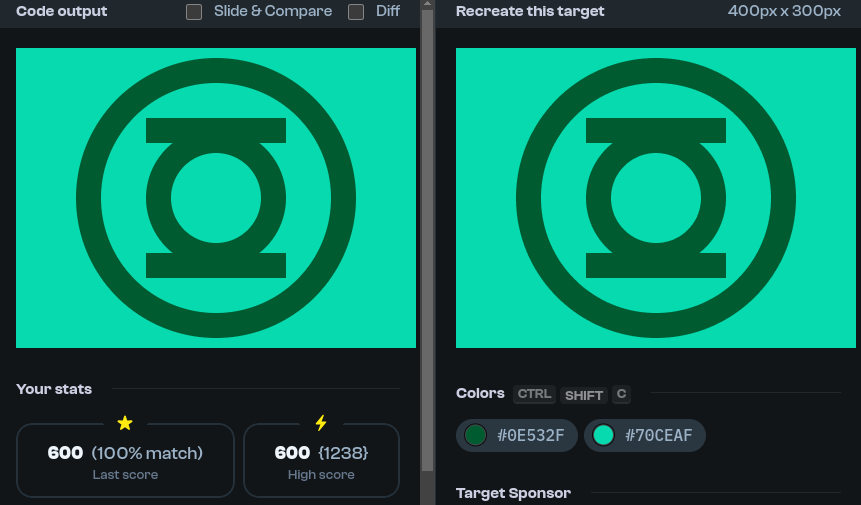 Code output
Slide & Compare
Diff
Recreate this target
400px x 300px
Your stats
600 (100% match)
Last score
600 {1238}
High score
Colors CTRL SHIFT C
#0E532F
#70CEAF
Target Sponsor